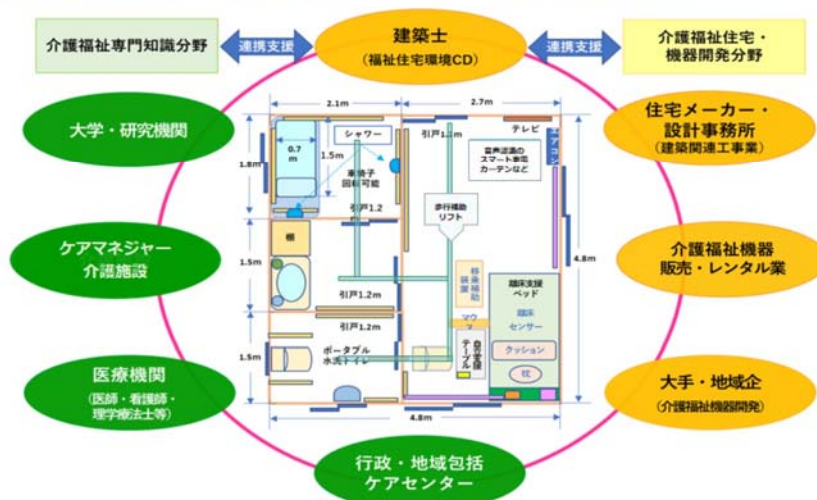 介護福祉専門知識分野
連携支援
建築士
(福祉住宅環境CD)
連携支援
介護福祉住宅・
機器開発分野
大学・研究機関
住宅メーカー・
設計事務所
(建築関連工事業)
ケアマネジャー
介護施設
介護福祉機器
販売・レンタル業
医療機関
(医師・看護師・
理学療法士等)
大手・地域企
(介護福祉機器開発)
行政・地域包括
ケアセンター
2.1m
2.7m
1.8m
0.7
m
1.5m
シャワー
車椅子
回転可能
引戸1.2
テレビ
エアコン
音声認識の
スマート家電
カーテンなど
歩行補助
リフト
4.8m
1.5m
棚
引戸1.2m
引戸1.2m
移乗補助
装置
離床支援
ベッド
離床
センサー
クッション
枕
自立支援
テーブル
1.5m
ポータブル
水洗トイレ
4.8m